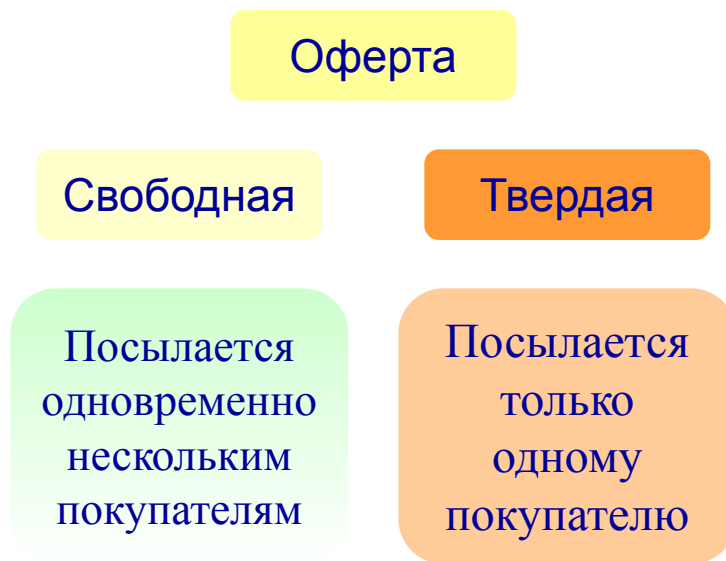 Оферта
Свободная
Твердая
Посылается
одновременно
нескольким
покупателям
Посылается
только
одному
покупателю